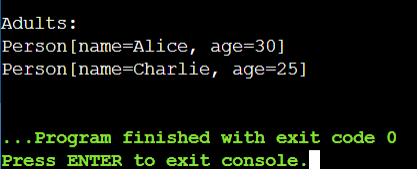 Adults:
Person[name=Alice, age=30]
Person[name=Charlie, age=25]
...Program finished with exit code 0
Press ENTER to exit console.